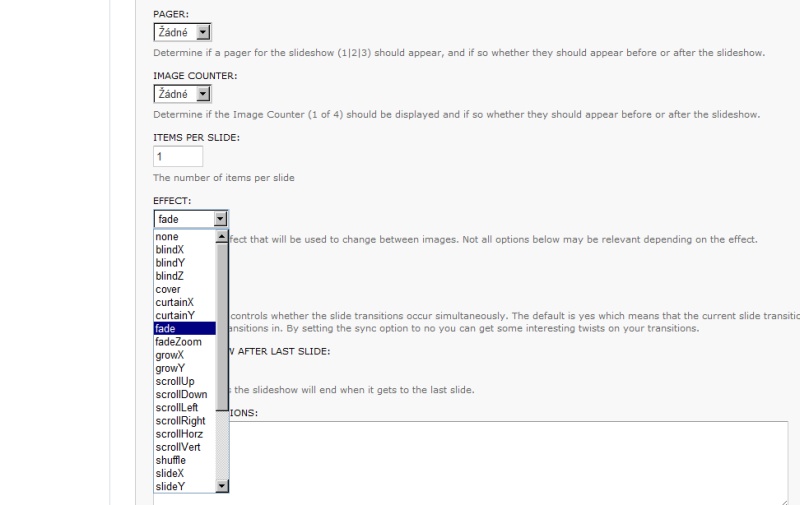 PAGER:
Žádné
Determine if a pager for the slideshow (1|2|3) should appear, and if so whether they should appear before or after the slideshow.
IMAGE COUNTER:
Žádné
Determine if the Image Counter (1 of 4) should be displayed and if so whether they should appear before or after the slideshow.
ITEMS PER SLIDE:
1
The number of items per slide
EFFECT:
fade
none
fect that will be used to change between images. Not all options below may be relevant depending on the effect.
blindX
blindY
blindZ
cover
curtainX
curtainY
controls whether the slide transitions occur simultaneously. The default is yes which means that the current slide transitio
fade
ansitions in. By setting the sync option to no you can get some interesting twists on your transitions.
fadeZoom
growX
W AFTER LAST SLIDE:
growY
scrollUp
s the slideshow will end when it gets to the last slide.
scrollDown
scrollLeft
IONS:
scrollRight
scrollHorz
scrollVert
shuffle
slideX
slideY